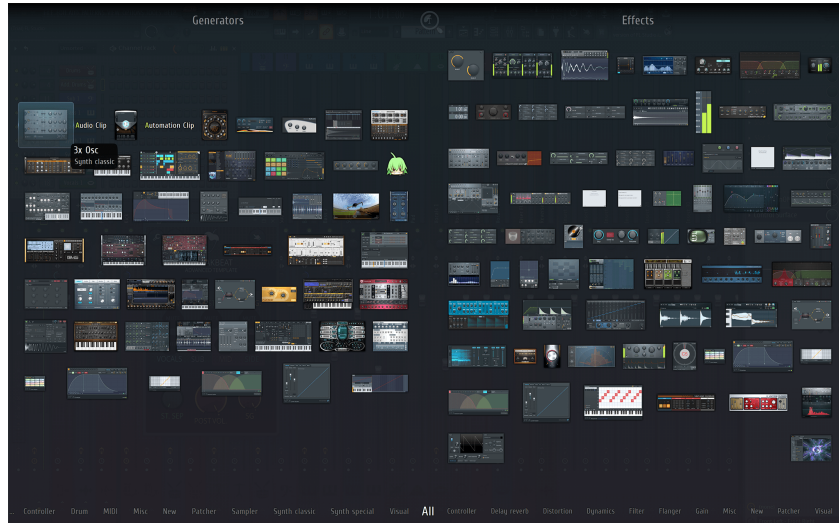 Generators
Effects
Audio Clip
Automation Clip
3x Osc
Synth classic
Controller Drum MIDI Misc New Patcher Sampler Synth classic Synth special Visual All Controller Delay reverb Distortion Dynamics Filter Flanger Gain Misc New Patcher Visual